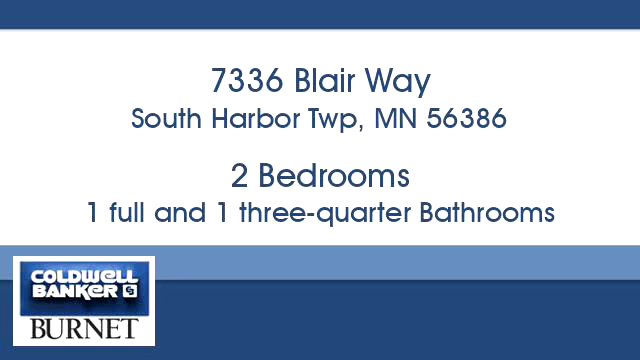 7336 Blair Way
South Harbor Twp, MN 56386
2 Bedrooms
1 full and 1 three-quarter Bathrooms
COLDWELL
BANKER CB
BURNET